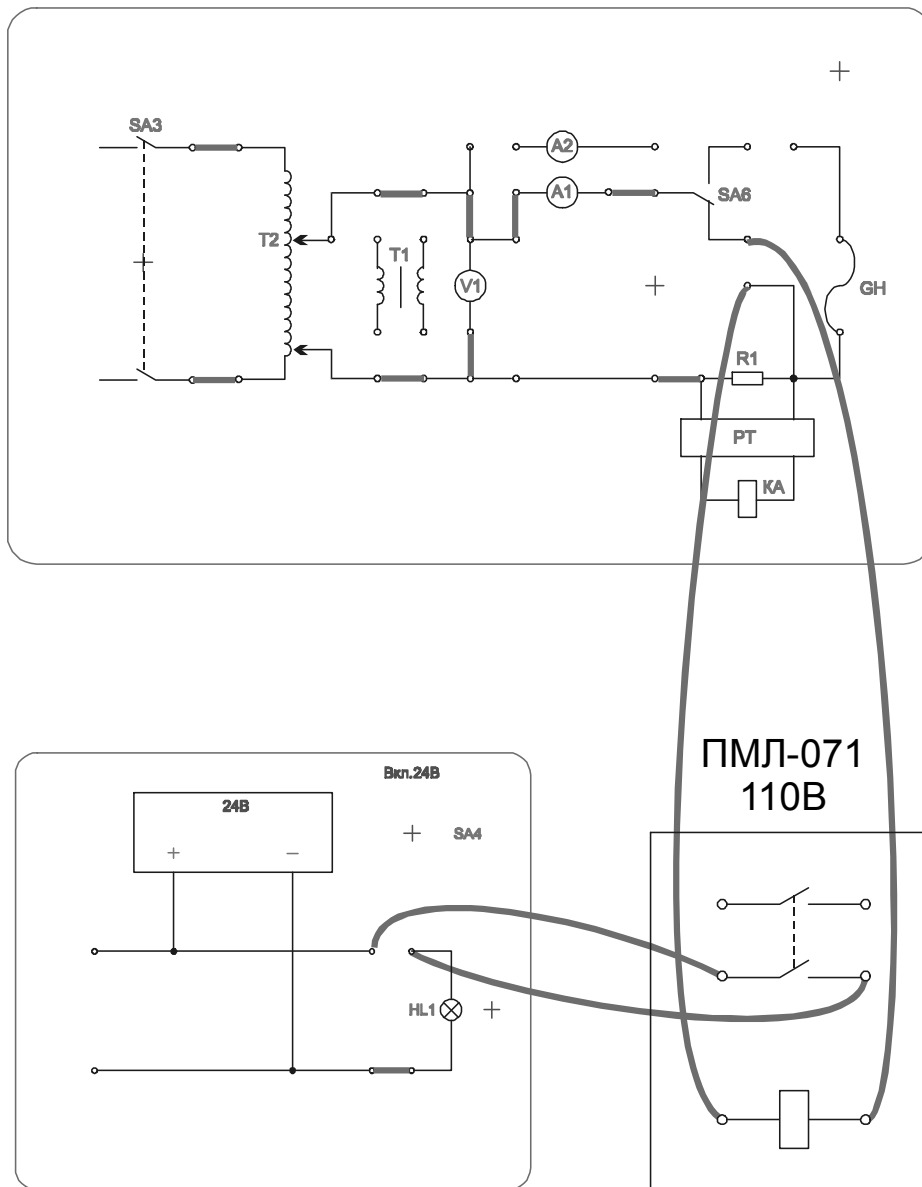 SA3
A2
A1
SA6
T2
T1
V1
GH
R1
PT
KA
ПМЛ-071
110В
Вкл.24В
24В
SA4
+ −
HL1